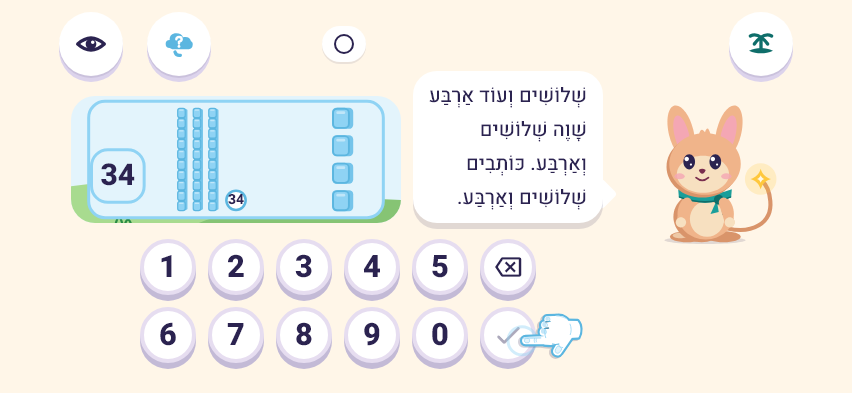 שְׁלוֹשִׁים וְעוֹד אַרְבַּע
שָׁוֶה שְׁלוֹשִׁים
וְאַרְבַּע. כּוֹתְבִים
שְׁלוֹשִׁים וְאַרְבַּע.
34
34
1 2 3 4 5
6 7 8 9 0